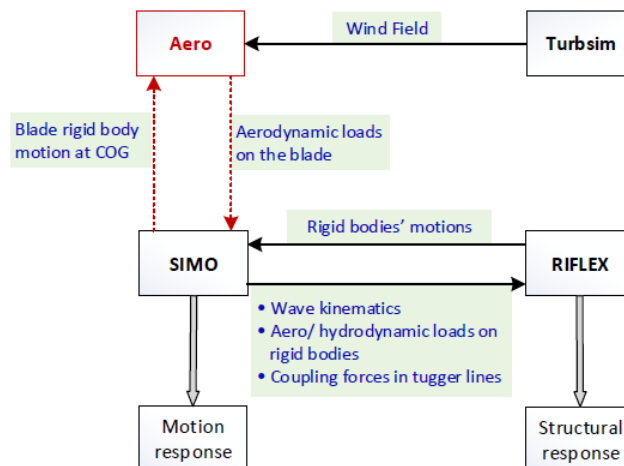 Aero
Wind Field
Turbsim
Blade rigid body
motion at COG
Aerodynamic loads
on the blade
Rigid bodies' motions
SIMO
RIFLEX
• Wave kinematics
• Aero/ hydrodynamic loads on
rigid bodies
• Coupling forces in tugger lines
Motion
response
Structural
response